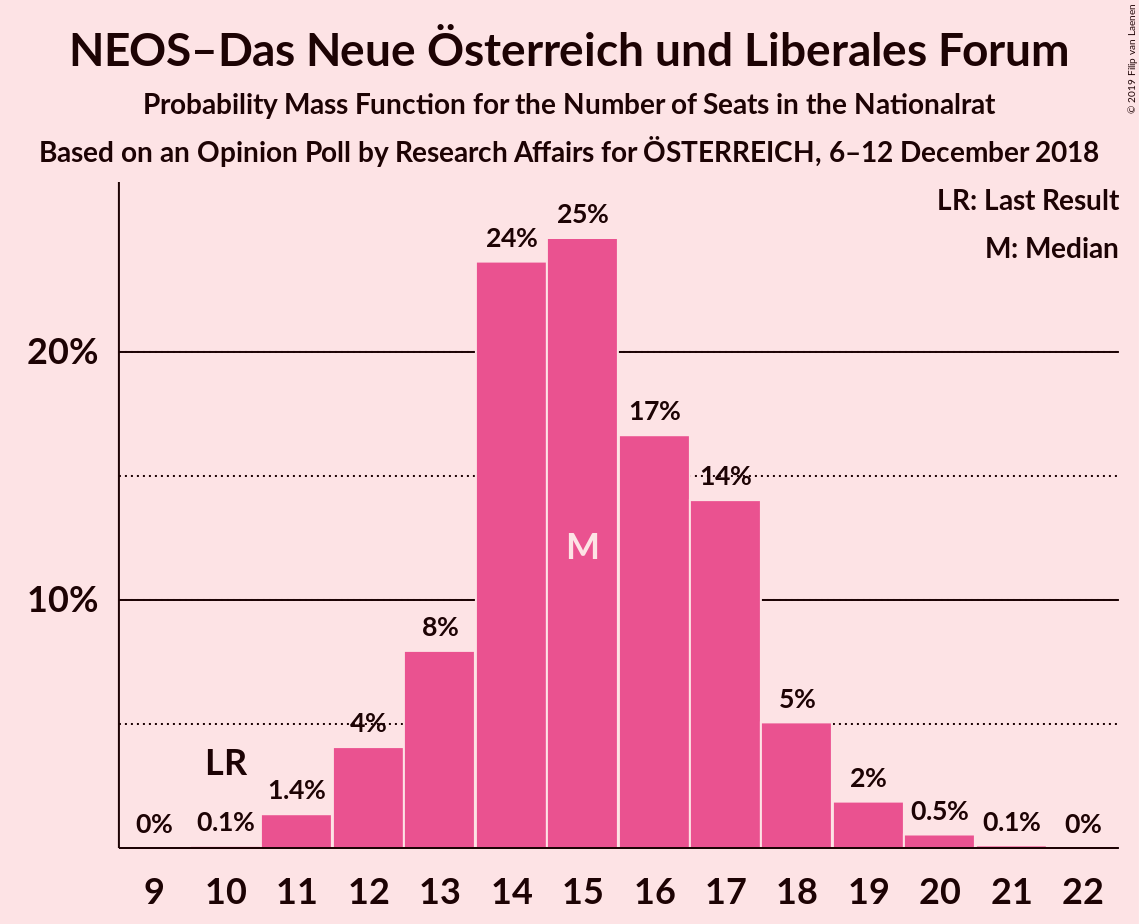 NEOS–Das Neue Österreich und Liberales Forum
Probability Mass Function for the Number of Seats in the Nationalrat
Based on an Opinion Poll by Research Affairs for ÖSTERREICH, 6–12 December 2018
© 2019 Filip van Laenen
LR: Last Result
M: Median
20%
10%
0%
0.1%
LR
1.4%
4%
8%
24%
25%
M
17%
14%
5%
2%
0.5%
0.1%
0%
9 10 11 12 13 14 15 16 17 18 19 20 21 22